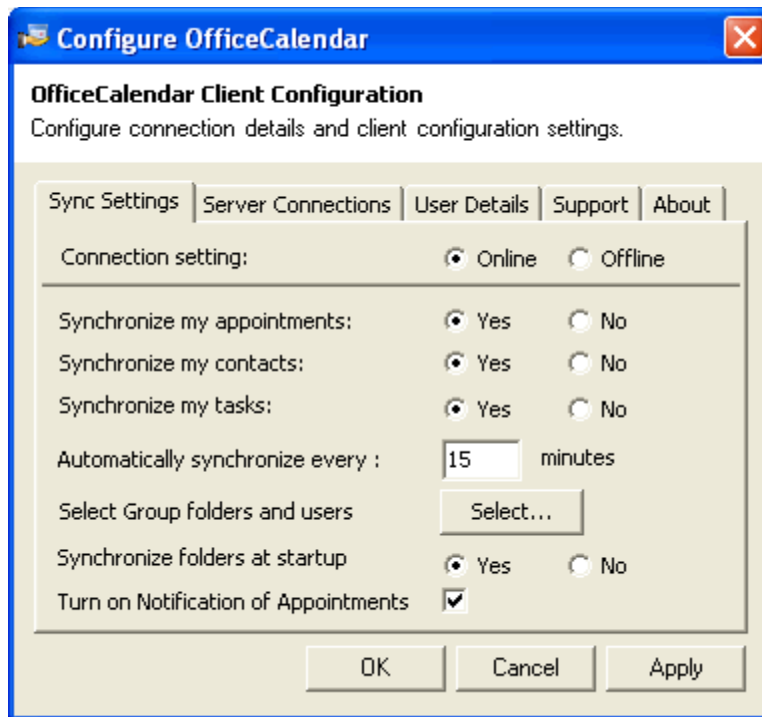 Configure OfficeCalendar
OfficeCalendar Client Configuration
Configure connection details and client configuration settings.
Sync Settings Server Connections User Details Support About
Connection setting: Online Offline
Synchronize my appointments: Yes No
Synchronize my contacts: Yes No
Synchronize my tasks: Yes No
Automatically synchronize every : 15 minutes
Select Group folders and users Select...
Synchronize folders at startup Yes No
Turn on Notification of Appointments
OK Cancel Apply